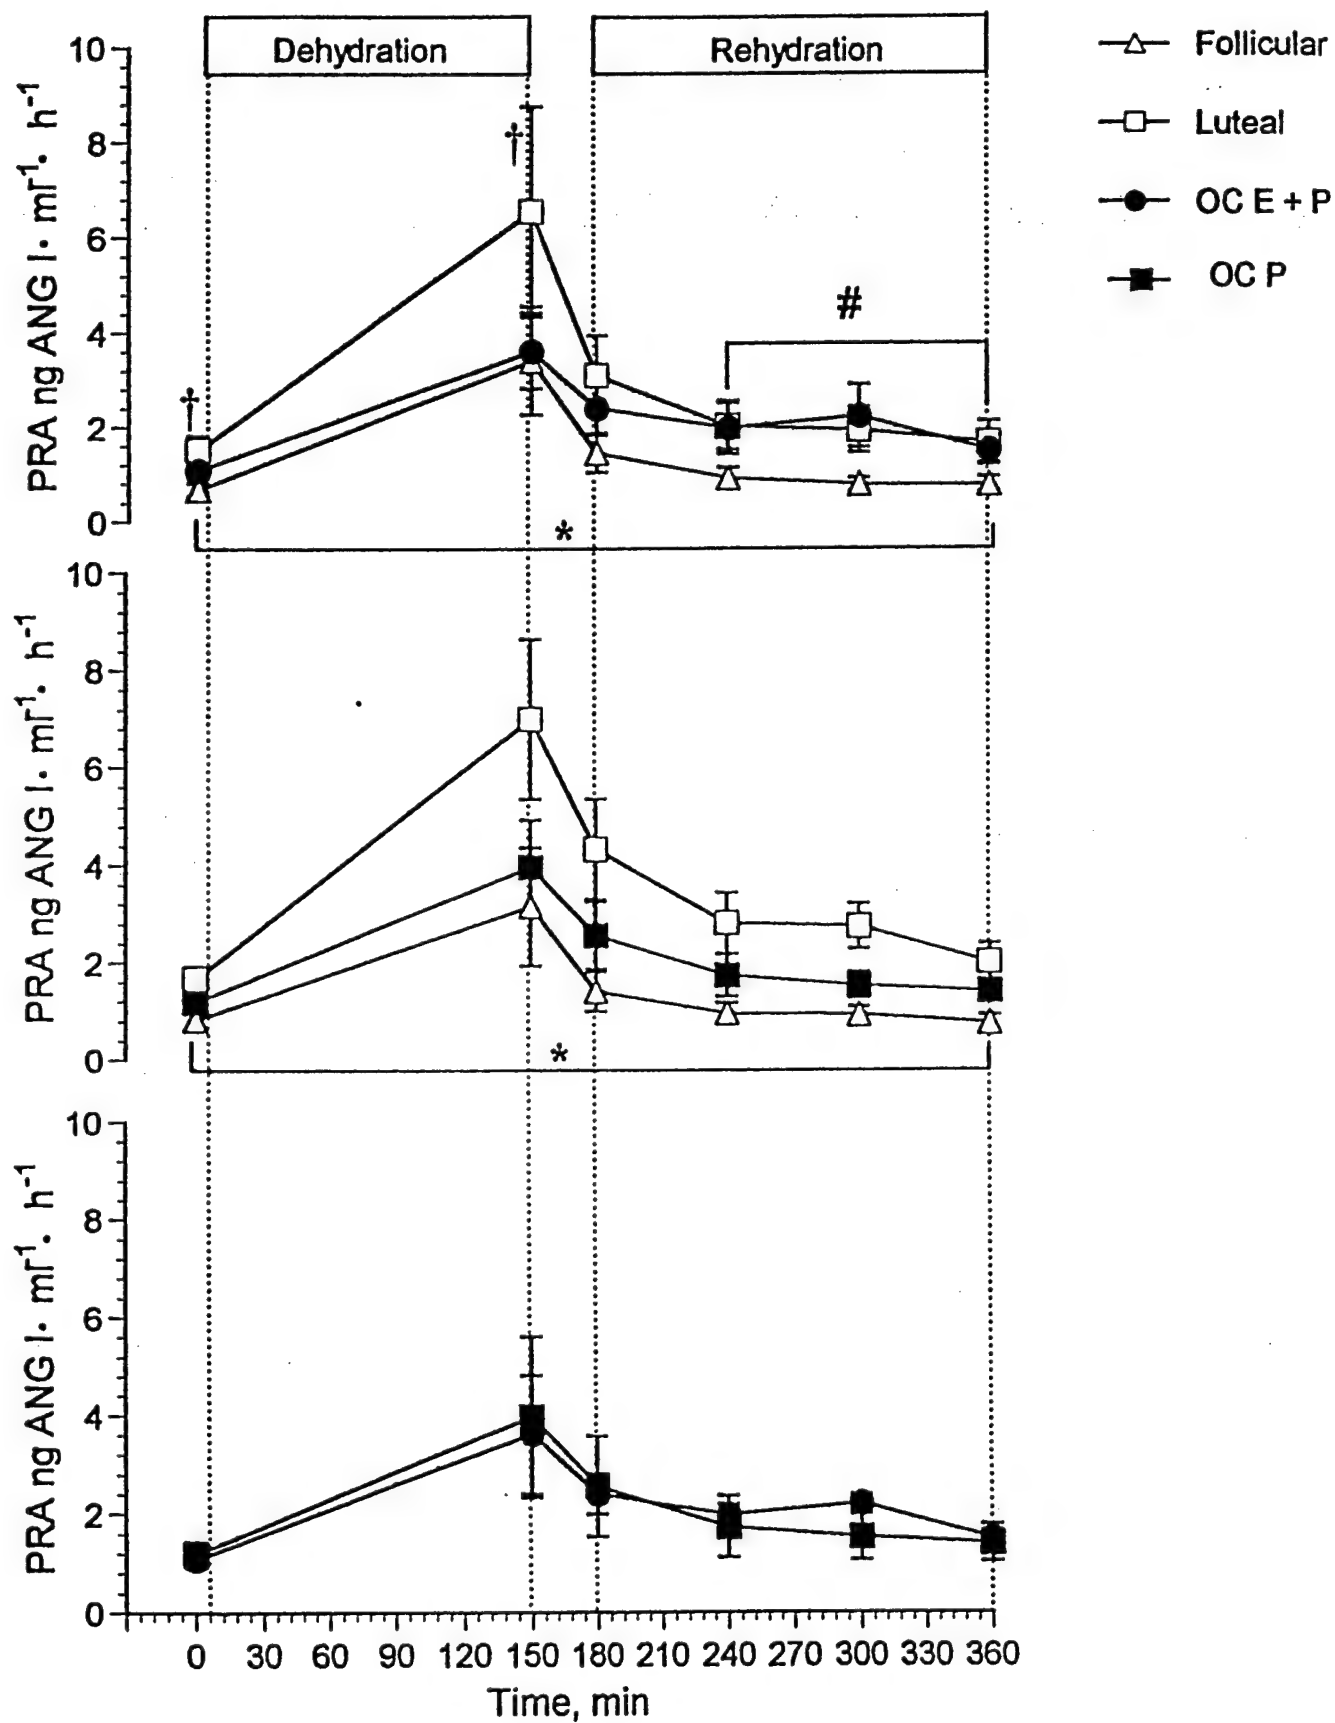 Dehydration
Rehydration
Follicular
Luteal
OC E + P
OC P
10
8
6
4
2
0
PRA ng ANG I· ml⁻¹· h⁻¹
†
†
#
*
10
8
6
4
2
0
PRA ng ANG I· ml⁻¹· h⁻¹
*
10
8
6
4
2
0
PRA ng ANG I· ml⁻¹· h⁻¹
0 30 60 90 120 150 180 210 240 270 300 330 360
Time, min